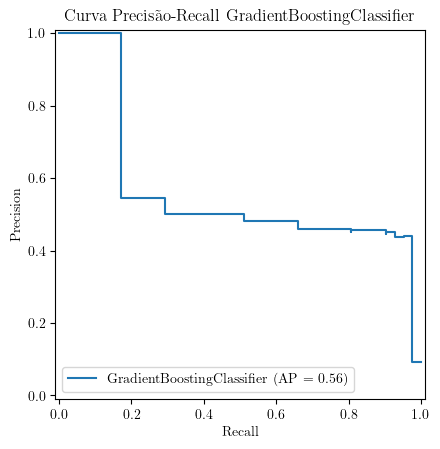 Curva Precisão-Recall GradientBoostingClassifier
1.0
0.8
0.6
0.4
0.2
0.0
Precision
GradientBoostingClassifier (AP = 0.56)
0.0 0.2 0.4 0.6 0.8 1.0
Recall